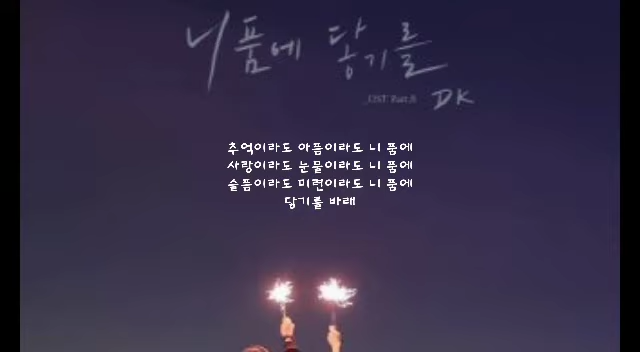 니 품에 닿기를
OST Part.8
DK
추억이라도 아픔이라도 니 품에
사랑이라도 눈물이라도 니 품에
슬픔이라도 미련이라도 니 품에
닿기를 바래